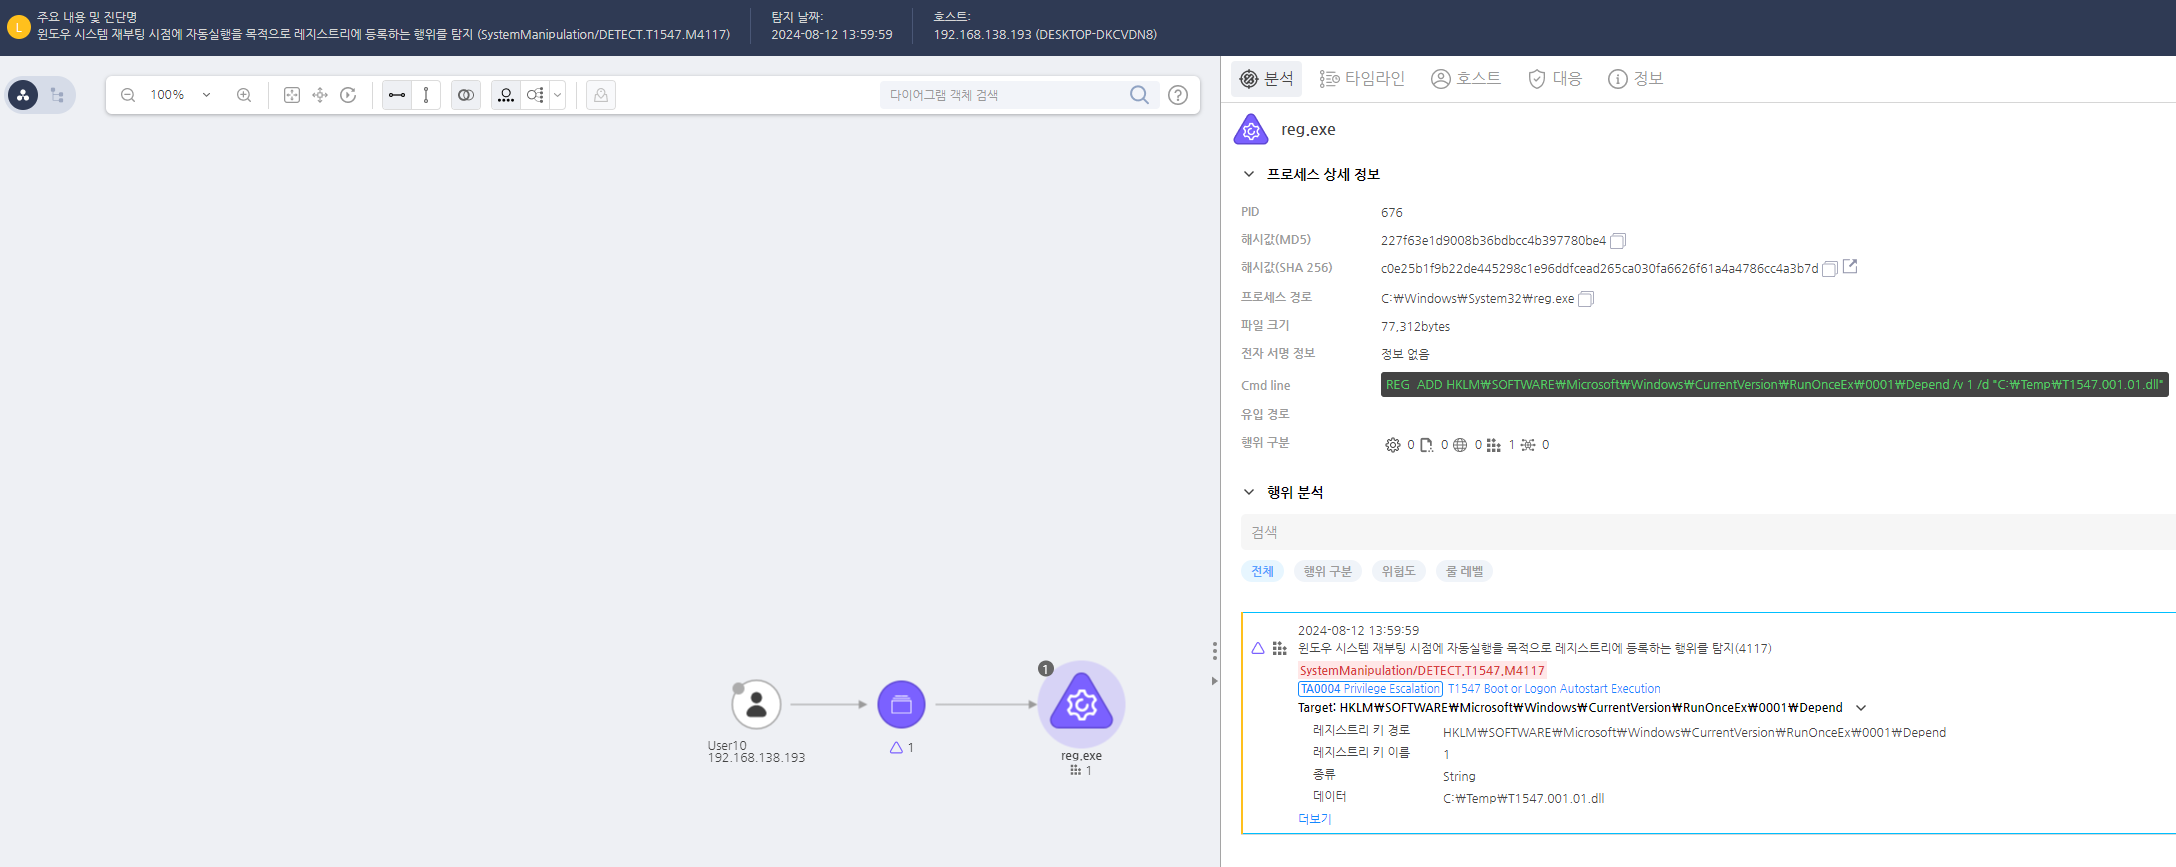 L
주요 내용 및 진단명
윈도우 시스템 재부팅 시점에 자동실행을 목적으로 레지스트리에 등록하는 행위를 탐지 (SystemManipulation/DETECT.T1547.M4117)
탐지 날짜:
2024-08-12 13:59:59
호스트:
192.168.138.193 (DESKTOP-DKCVDN8)
100%
다이어그램 객체 검색
User10
192.168.138.193
1
1
reg.exe
1
분석
타임라인
호스트
대응
정보
reg.exe
프로세스 상세 정보
PID 676
해시값(MD5) 227f63e1d9008b36bdbcc4b397780be4
해시값(SHA 256) c0e25b1f9b22de445298c1e96ddfcead265ca030fa6626f61a4a4786cc4a3b7d
프로세스 경로 C:₩Windows₩System32₩reg.exe
파일 크기 77,312bytes
전자 서명 정보 정보 없음
Cmd line REG  ADD HKLM₩SOFTWARE₩Microsoft₩Windows₩CurrentVersion₩RunOnceEx₩0001₩Depend /v 1 /d "C:₩Temp₩T1547.001.01.dll"
유입 경로
행위 구분 0 0 0 1 0
행위 분석
검색
전체 행위 구분 위험도 룰 레벨
2024-08-12 13:59:59
윈도우 시스템 재부팅 시점에 자동실행을 목적으로 레지스트리에 등록하는 행위를 탐지(4117)
SystemManipulation/DETECT.T1547.M4117
TA0004 Privilege Escalation T1547 Boot or Logon Autostart Execution
Target: HKLM₩SOFTWARE₩Microsoft₩Windows₩CurrentVersion₩RunOnceEx₩0001₩Depend
레지스트리 키 경로 HKLM₩SOFTWARE₩Microsoft₩Windows₩CurrentVersion₩RunOnceEx₩0001₩Depend
레지스트리 키 이름 1
종류 String
데이터 C:₩Temp₩T1547.001.01.dll
더보기